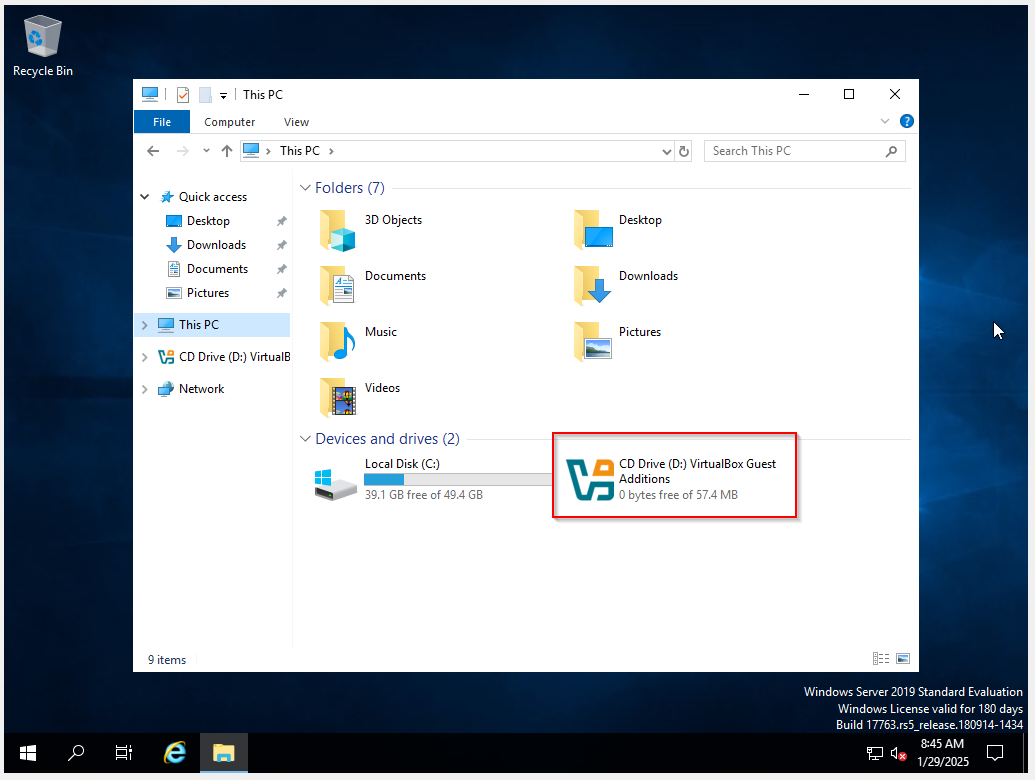 Recycle Bin
This PC
File
Computer
View
This PC
Search This PC
Quick access
Desktop
Downloads
Documents
Pictures
This PC
CD Drive (D:) VirtualB
Network
Folders (7)
3D Objects
Desktop
Documents
Downloads
Music
Pictures
Videos
Devices and drives (2)
Local Disk (C:)
39.1 GB free of 49.4 GB
CD Drive (D:) VirtualBox Guest
Additions
0 bytes free of 57.4 MB
9 items
Windows Server 2019 Standard Evaluation
Windows License valid for 180 days
Build 17763.rs5_release.180914-1434
8:45 AM
1/29/2025